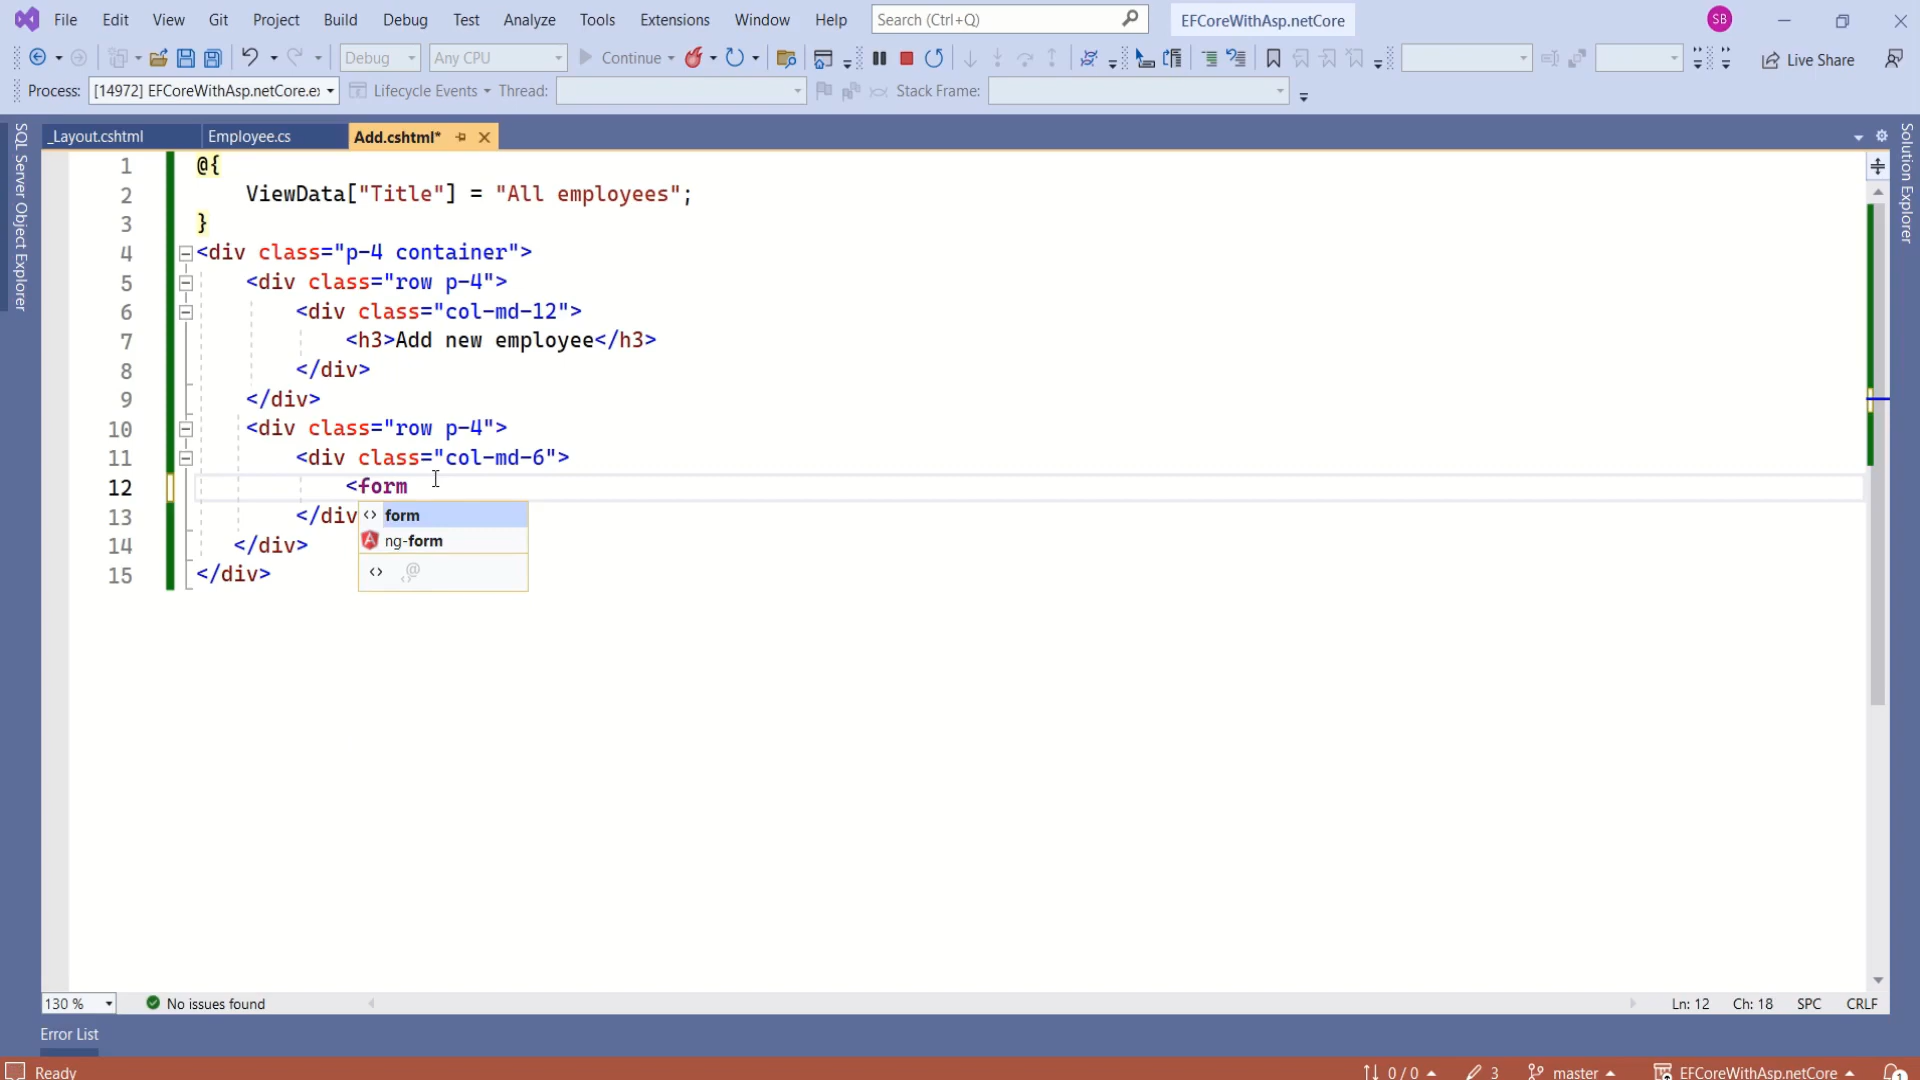 File Edit View Git Project Build Debug Test Analyze Tools Extensions Window Help Search (Ctrl+Q) EFCoreWithAsp.netCore SB
Debug Any CPU Continue Live Share
Process: [14972] EFCoreWithAsp.netCore.ex Lifecycle Events Thread: Stack Frame:
_Layout.cshtml Employee.cs Add.cshtml*
SQL Server Object Explorer
Solution Explorer
1 @{
2 ViewData["Title"] = "All employees";
3 }
4 <div class="p-4 container">
5 <div class="row p-4">
6 <div class="col-md-12">
7 <h3>Add new employee</h3>
8 </div>
9 </div>
10 <div class="row p-4">
11 <div class="col-md-6">
12 <form
13 </div
form
ng-form
14 </div>
15 </div>
130 % No issues found Ln: 12 Ch: 18 SPC CRLF
Error List
Ready 0 / 0 3 master EFCoreWithAsp.netCore 1